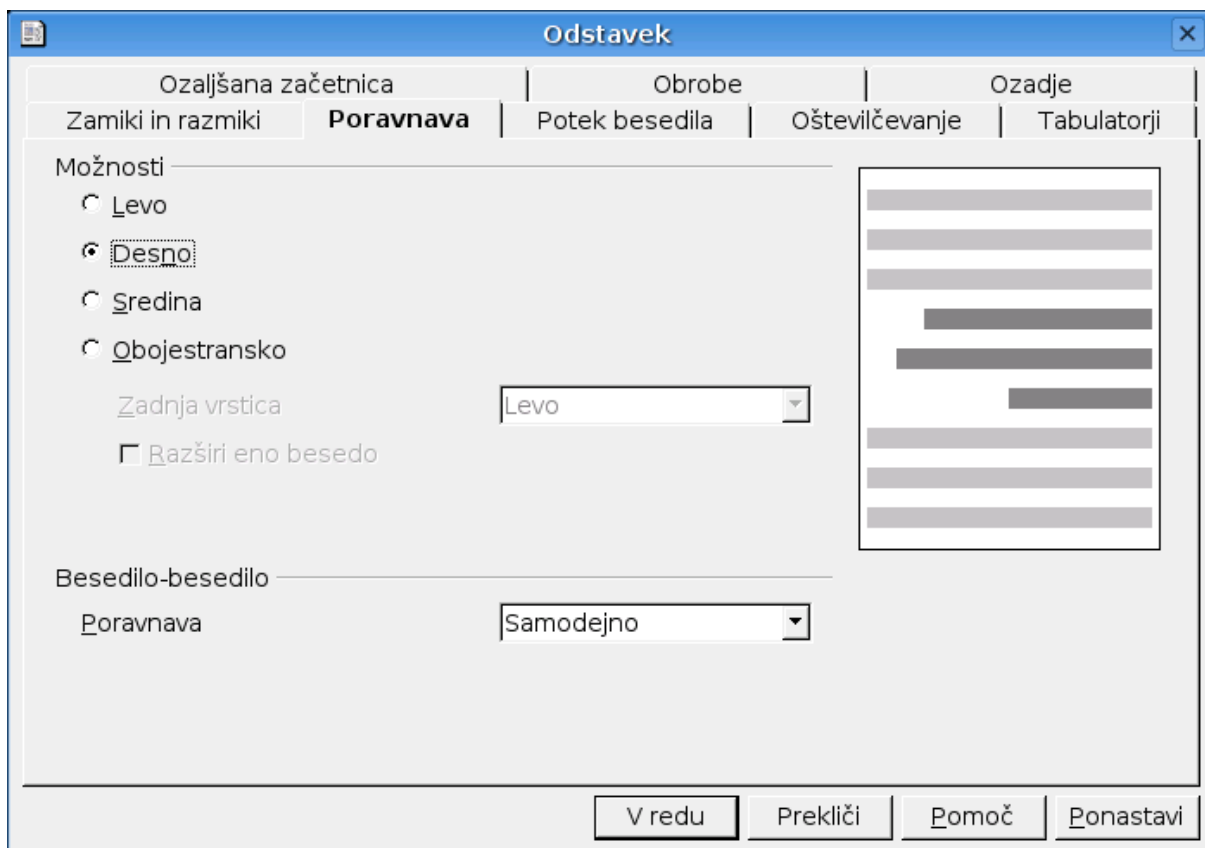 Odstavek
Ozaljšana začetnica Obrobe Ozadje
Zamiki in razmiki Poravnava Potek besedila Oštevilčevanje Tabulatorji
Možnosti
Levo
Desno
Sredina
Obojestransko
Zadnja vrstica Levo
Razširi eno besedo
Besedilo-besedilo
Poravnava Samodejno
V redu Prekliči Pomoč Ponastavi